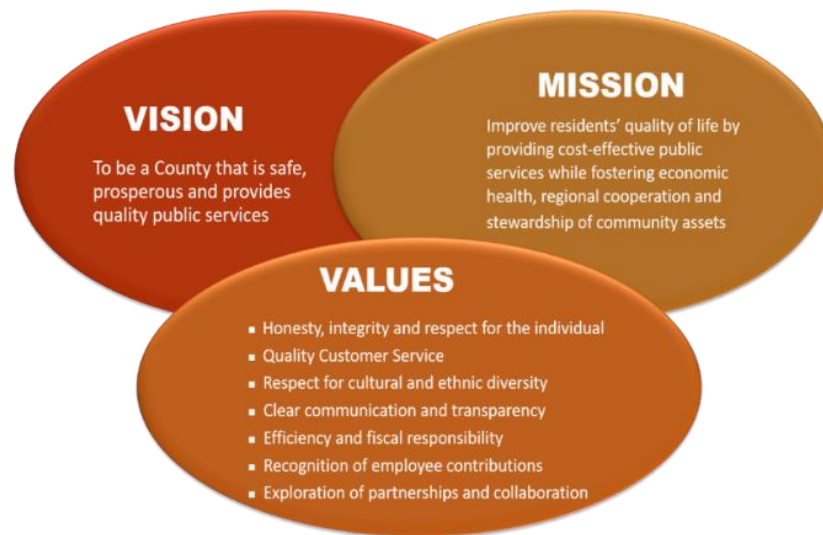 VISION
To be a County that is safe,
prosperous and provides
quality public services
MISSION
Improve residents’ quality of life by
providing cost-effective public
services while fostering economic
health, regional cooperation and
stewardship of community assets
VALUES
▪ Honesty, integrity and respect for the individual
▪ Quality Customer Service
▪ Respect for cultural and ethnic diversity
▪ Clear communication and transparency
▪ Efficiency and fiscal responsibility
▪ Recognition of employee contributions
▪ Exploration of partnerships and collaboration